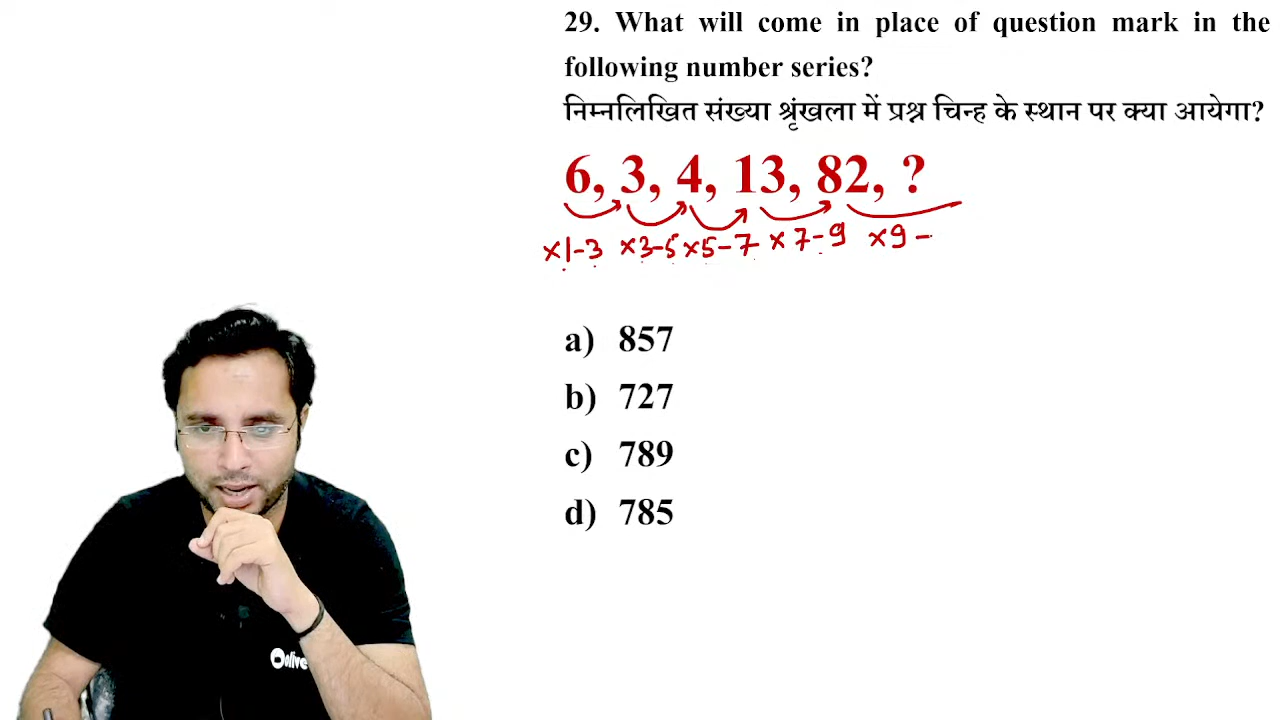 29. What will come in place of question mark in the
following number series?
निम्नलिखित संख्या श्रृंखला में प्रश्न चिन्ह के स्थान पर क्या आयेगा?
6, 3, 4, 13, 82, ?
×1-3 ×3-5 ×5-7 ×7-9 ×9-
a) 857
b) 727
c) 789
d) 785
olive